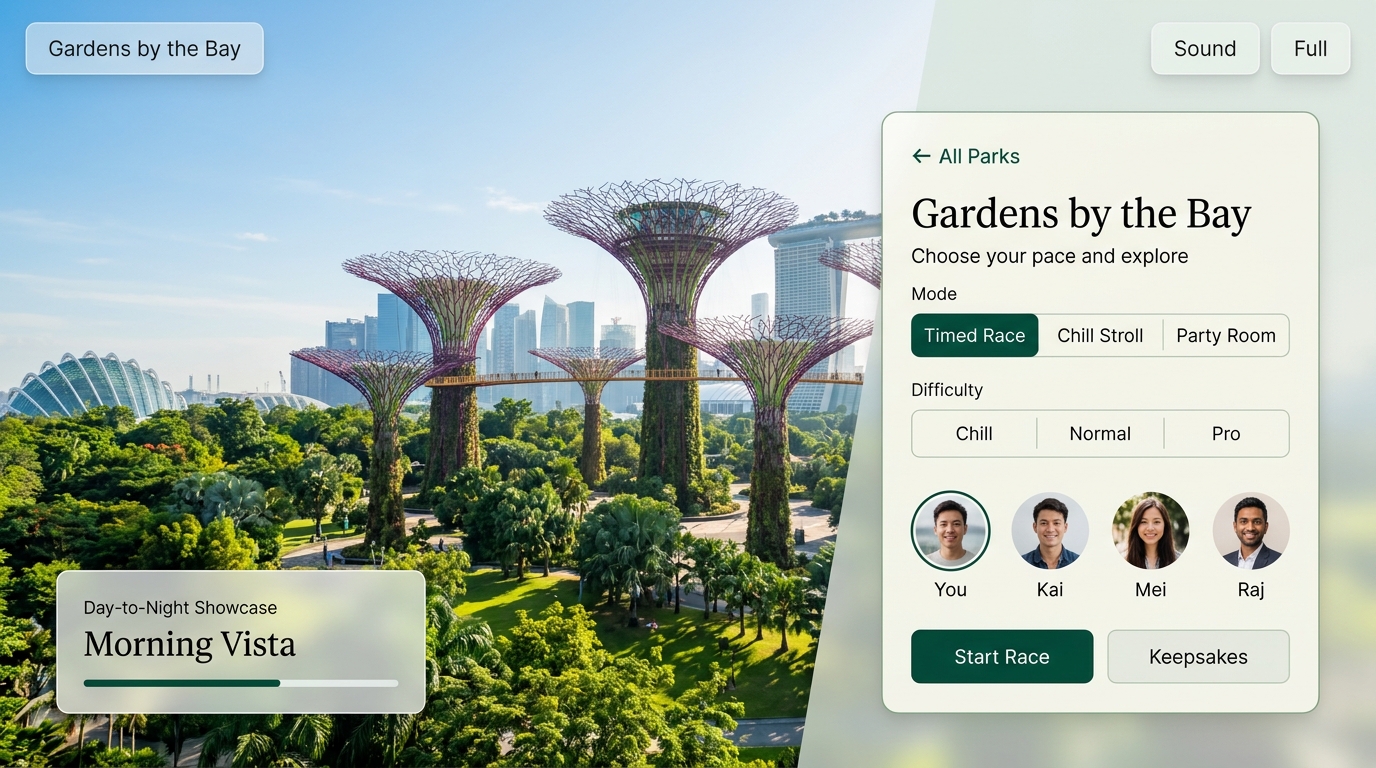 Gardens by the Bay
Sound
Full
← All Parks
Gardens by the Bay
Choose your pace and explore
Mode
Timed Race
Chill Stroll
Party Room
Difficulty
Chill
Normal
Pro
You
Kai
Mei
Raj
Start Race
Keepsakes
Day-to-Night Showcase
Morning Vista